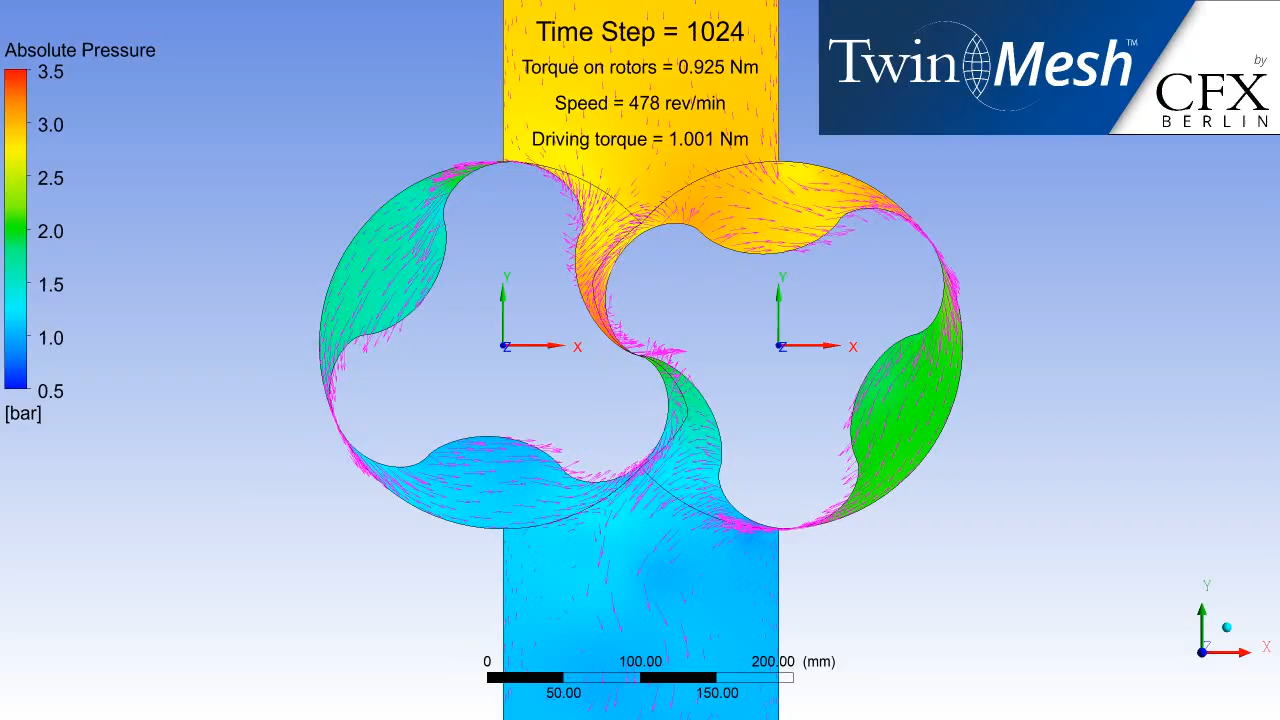 Time Step = 1024
Torque on rotors = 0.925 Nm
Speed = 478 rev/min
Driving torque = 1.001 Nm
TwinMesh™
by
CFX
BERLIN
Absolute Pressure
3.5
3.0
2.5
2.0
1.5
1.0
0.5
[bar]
Y
Y
Z X
Z X
Y
Z X
0 100.00 200.00 (mm)
50.00 150.00